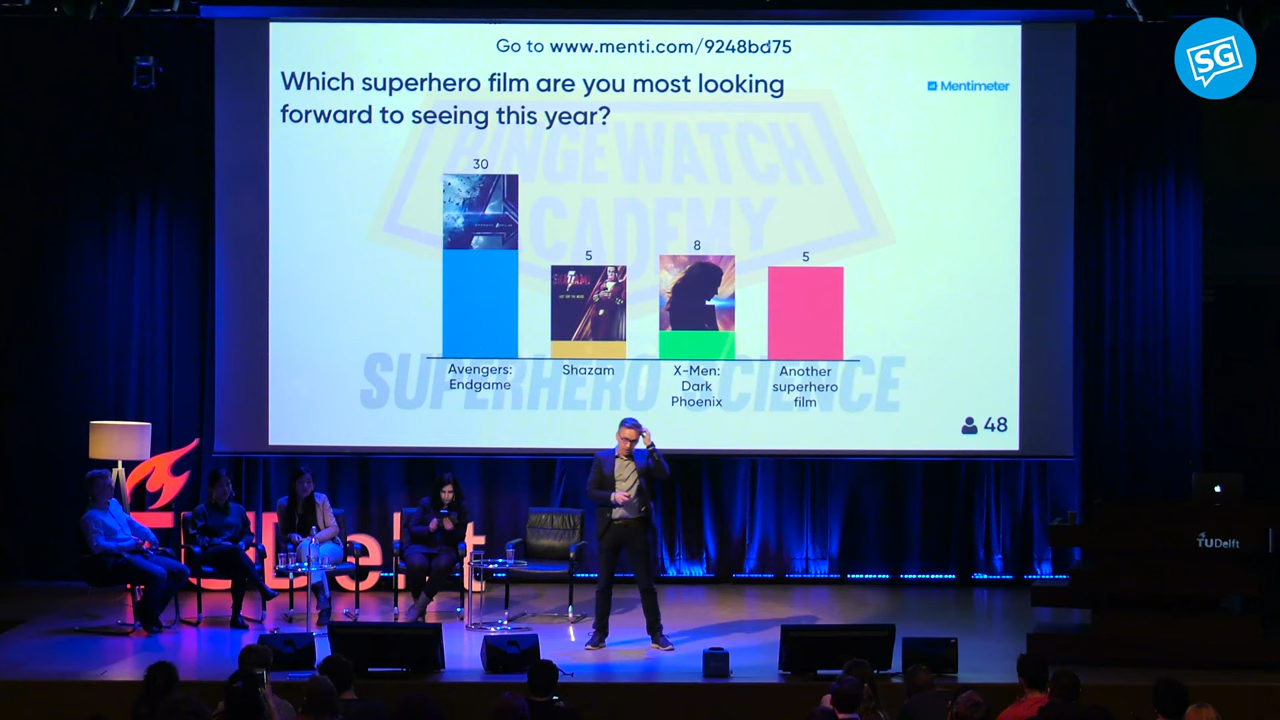 SG
Go to www.menti.com/9248bd75
Which superhero film are you most looking
forward to seeing this year?
Mentimeter
BINGEWATCH
ACADEMY
SUPERHERO SCIENCE
30
5
8
5
SHAZAM!
Avengers:
Endgame
Shazam
X-Men:
Dark
Phoenix
Another
superhero
film
48
TUDelft
TUDelft